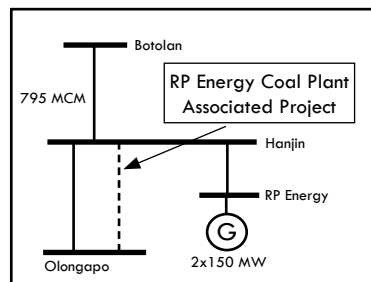 Botolan
RP Energy Coal Plant
Associated Project
795 MCM
Hanjin
RP Energy
G
Olongapo
2x150 MW